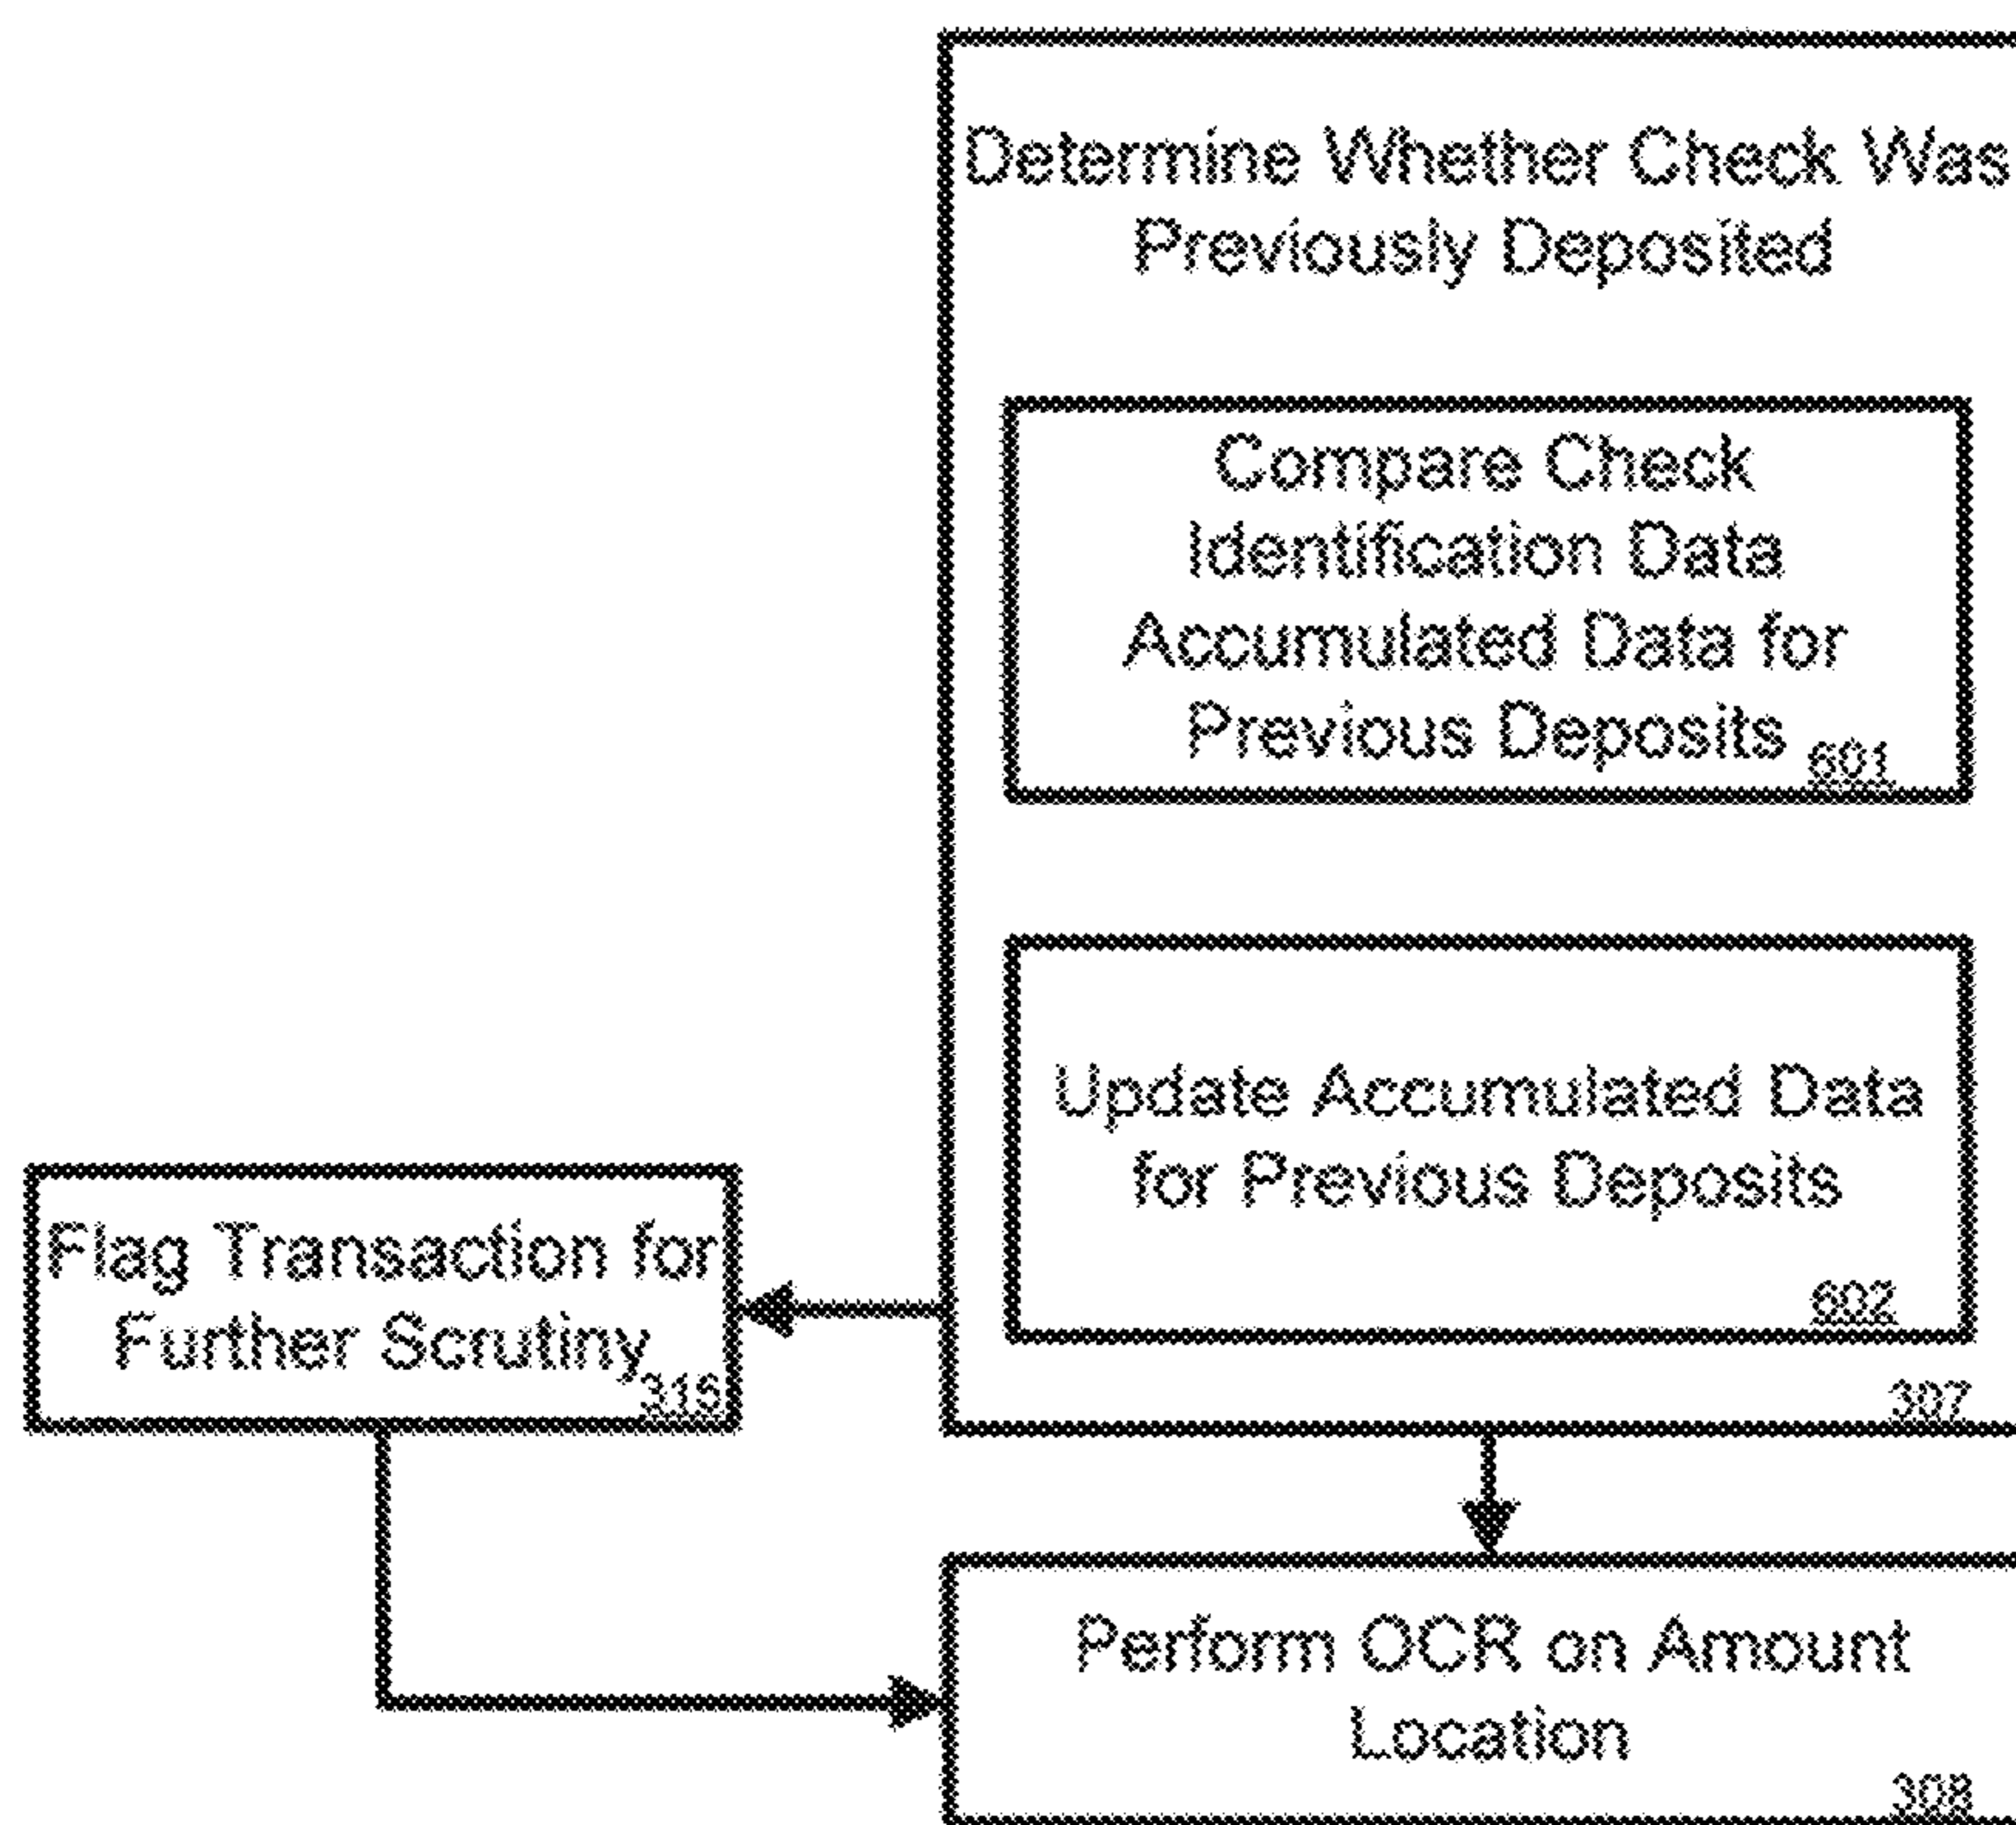 Determine Whether Check Was
Previously Deposited
Compare Check
Identification Data
Accumulated Data for
Previous Deposits
601
Update Accumulated Data
for Previous Deposits
602
307
Flag Transaction for
Further Scrutiny
Perform OCR on Amount
Location
308